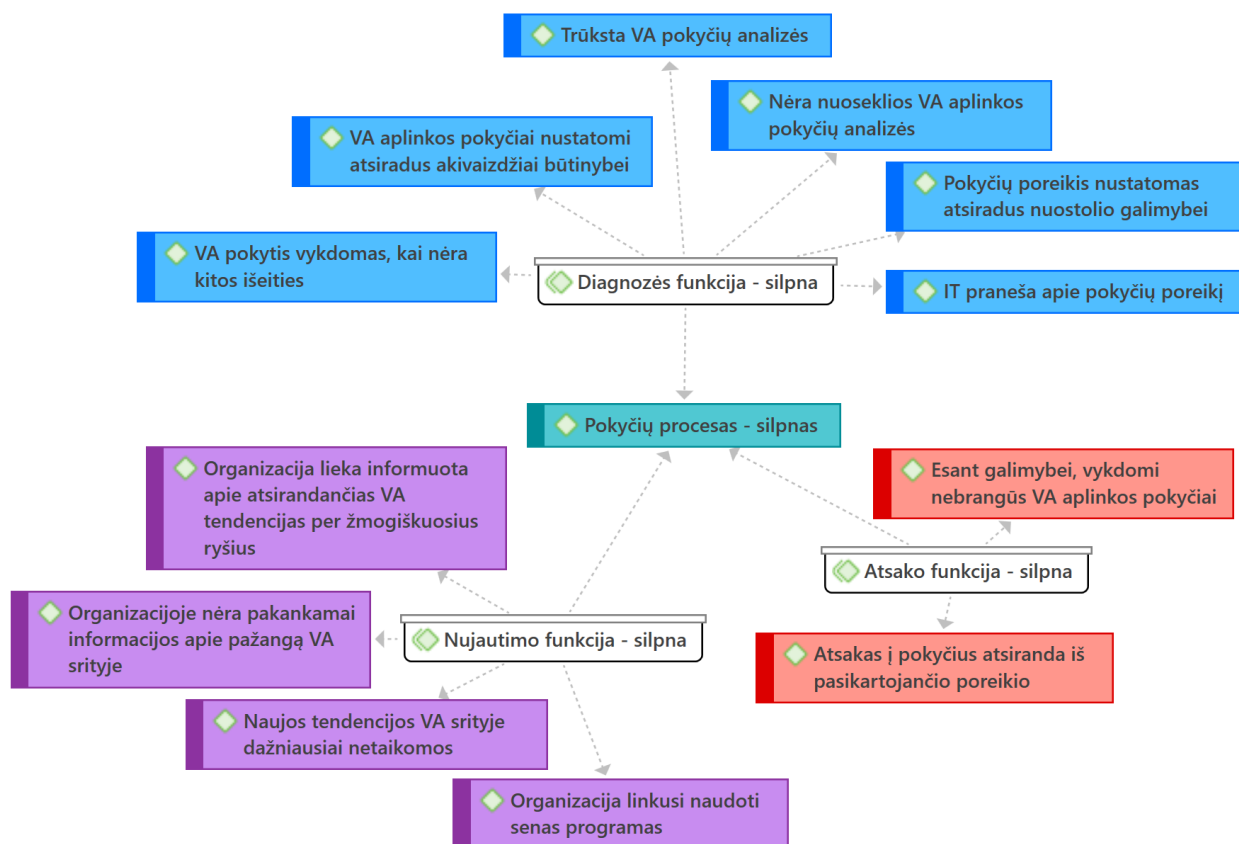 Trūksta VA pokyčių analizės
Nėra nuoseklios VA aplinkos
pokyčių analizės
VA aplinkos pokyčiai nustatomi
atsiradus akivaizdžiai būtinybei
Pokyčių poreikis nustatomas
atsiradus nuostolio galimybei
VA pokytis vykdomas, kai nėra
kitos išeities
Diagnozės funkcija - silpna
IT praneša apie pokyčių poreikį
Pokyčių procesas - silpnas
Organizacija lieka informuota
apie atsirandančias VA
tendencijas per žmogiškuosius
ryšius
Esant galimybei, vykdomi
nebrangūs VA aplinkos pokyčiai
Atsako funkcija - silpna
Organizacijoje nėra pakankamai
informacijos apie pažangą VA
srityje
Nujautimo funkcija - silpna
Atsakas į pokyčius atsiranda iš
pasikartojančio poreikio
Naujos tendencijos VA srityje
dažniausiai netaikomos
Organizacija linkusi naudoti
senas programas